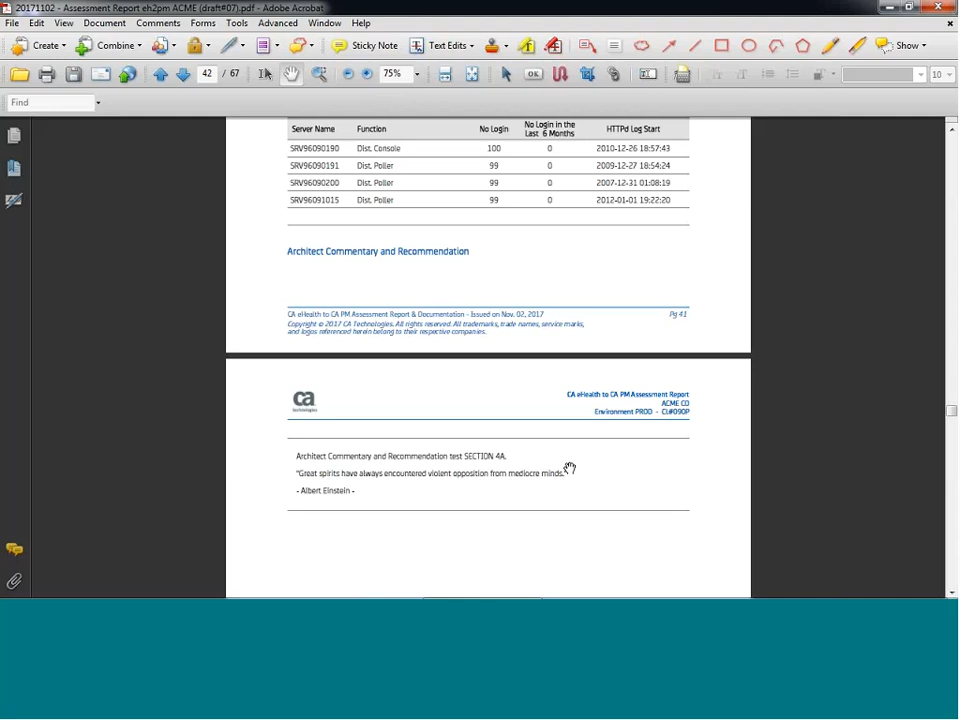 20171102 - Assessment Report eh2pm ACME (draft#07).pdf - Adobe Acrobat
File Edit View Document Comments Forms Tools Advanced Window Help
Create Combine Sticky Note Text Edits Show
42 / 67 75% OK 10
Find
Server Name Function No Login No Login in the Last 6 Months HTTPd Log Start
SRV96090190 Dist. Console 100 0 2010-12-26 18:57:43
SRV96090191 Dist. Poller 99 0 2009-12-27 18:54:24
SRV96090200 Dist. Poller 99 0 2007-12-31 01:08:19
SRV96091015 Dist. Poller 99 0 2012-01-01 19:22:20
Architect Commentary and Recommendation
CA eHealth to CA PM Assessment Report & Documentation - Issued on Nov. 02, 2017 Pg 41
Copyright © 2017 CA Technologies. All rights reserved. All trademarks, trade names, service marks,
and logos referenced herein belong to their respective companies.
ca technologies
CA eHealth to CA PM Assessment Report
ACME CO
Environment PROD - CL#090P
Architect Commentary and Recommendation test SECTION 4A.
"Great spirits have always encountered violent opposition from mediocre minds."
- Albert Einstein -